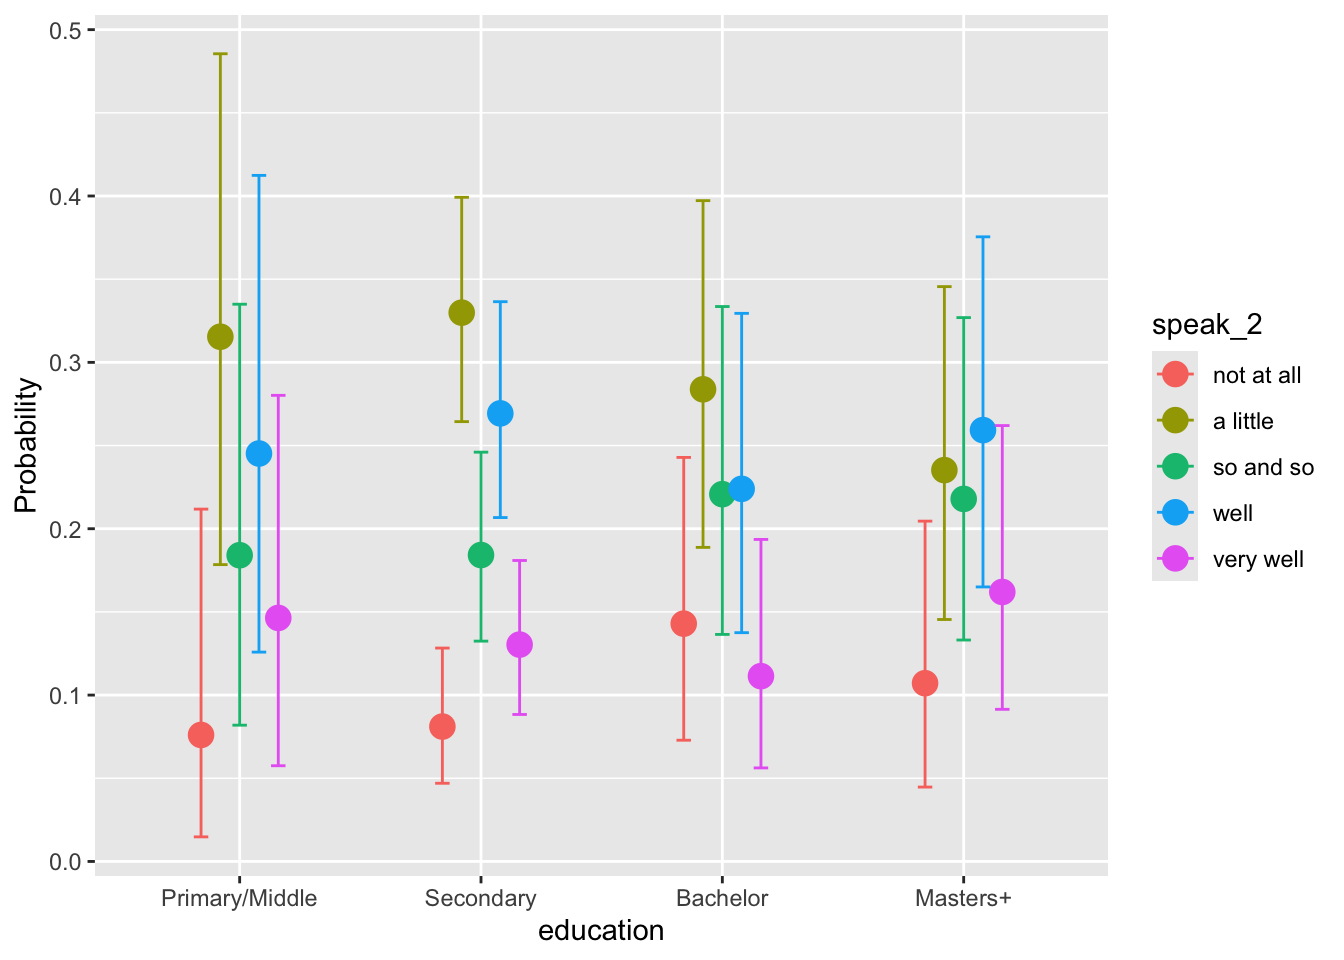 0.5
0.4
0.3
0.2
0.1
0.0
Probability
Primary/Middle Secondary Bachelor Masters+
education
speak_2
not at all
a little
so and so
well
very well